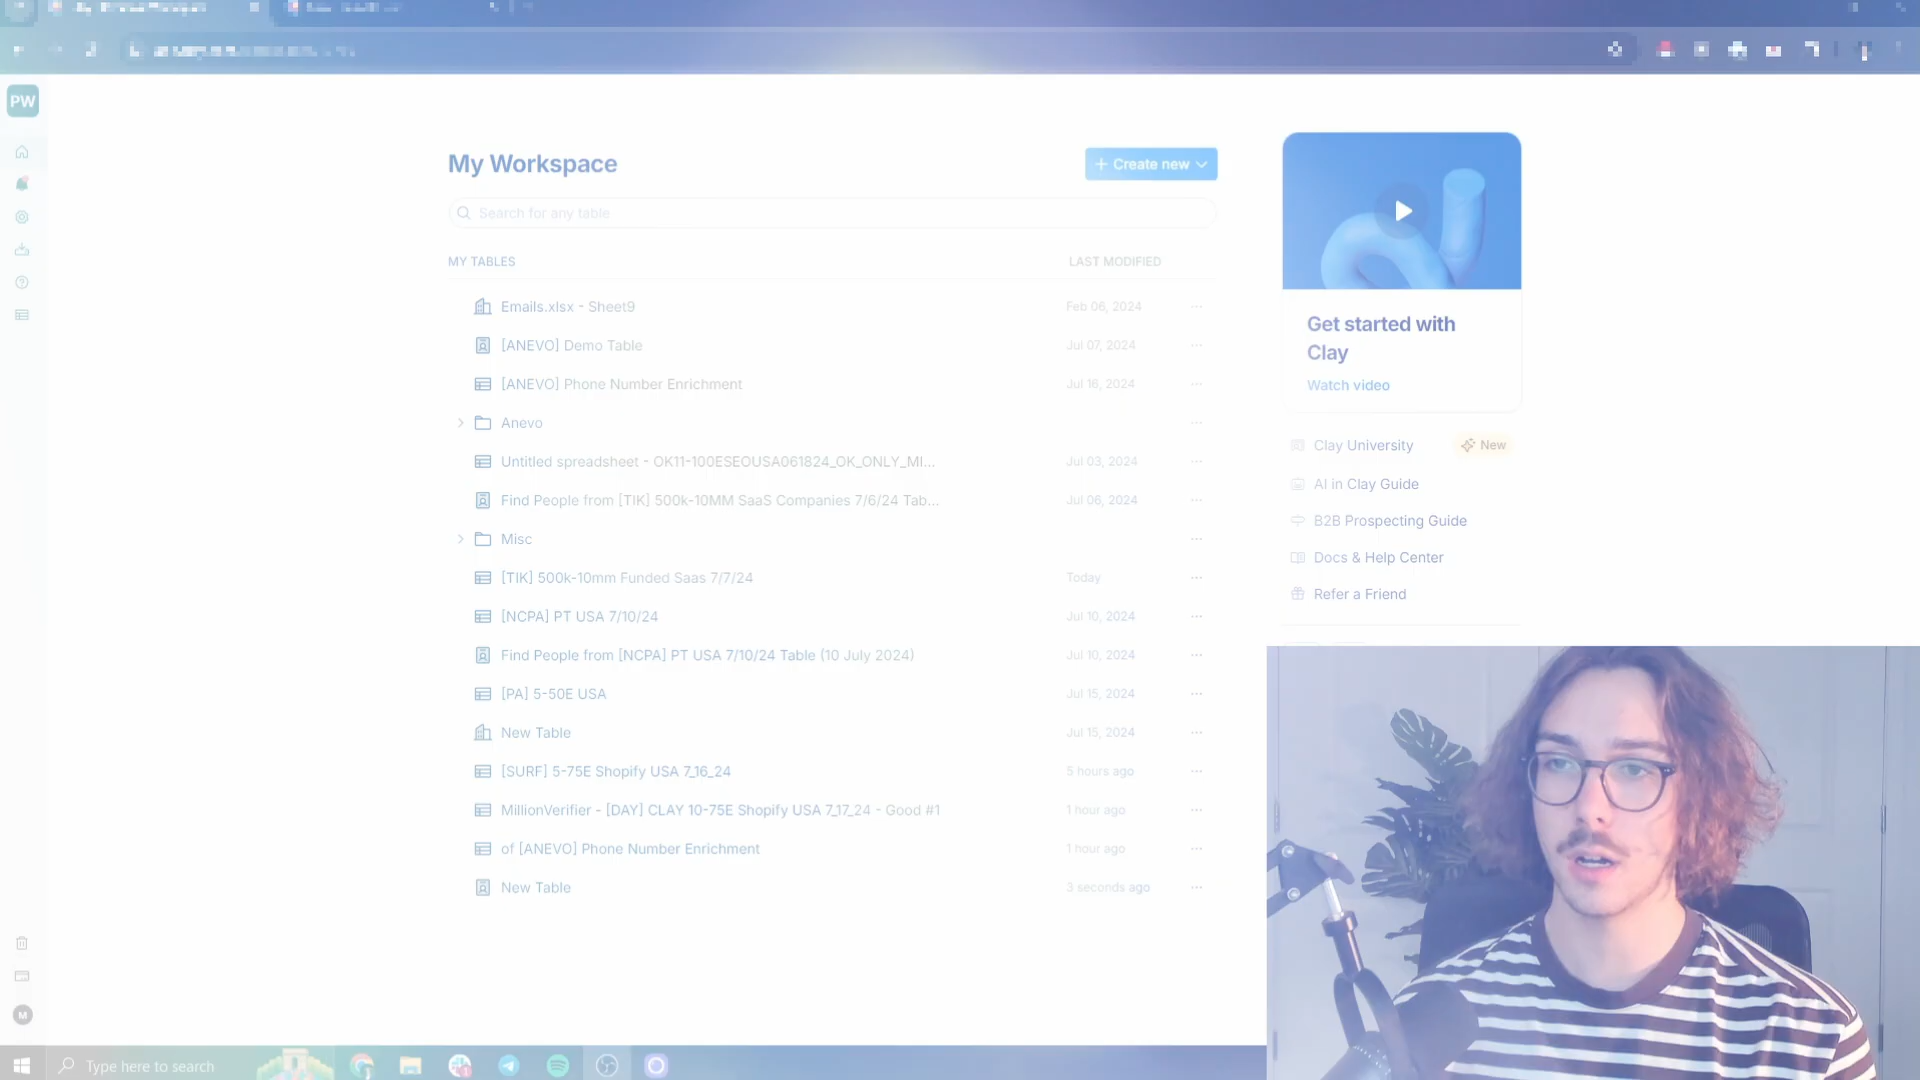 PW
My Workspace
+ Create new
Search for any table
MY TABLES
LAST MODIFIED
Emails.xlsx - Sheet9
Feb 06, 2024
[ANEVO] Demo Table
Jul 07, 2024
[ANEVO] Phone Number Enrichment
Jul 16, 2024
Anevo
Untitled spreadsheet - OK11-100ESEOUSA061824_OK_ONLY_MI...
Jul 03, 2024
Find People from [TIK] 500k-10MM SaaS Companies 7/6/24 Tab...
Jul 06, 2024
Misc
[TIK] 500k-10mm Funded Saas 7/7/24
Today
[NCPA] PT USA 7/10/24
Jul 10, 2024
Find People from [NCPA] PT USA 7/10/24 Table (10 July 2024)
Jul 10, 2024
[PA] 5-50E USA
Jul 15, 2024
New Table
Jul 15, 2024
[SURF] 5-75E Shopify USA 7_16_24
5 hours ago
MillionVerifier - [DAY] CLAY 10-75E Shopify USA 7_17_24 - Good #1
1 hour ago
of [ANEVO] Phone Number Enrichment
1 hour ago
New Table
3 seconds ago
Get started with
Clay
Watch video
Clay University
New
AI in Clay Guide
B2B Prospecting Guide
Docs & Help Center
Refer a Friend
M
Type here to search